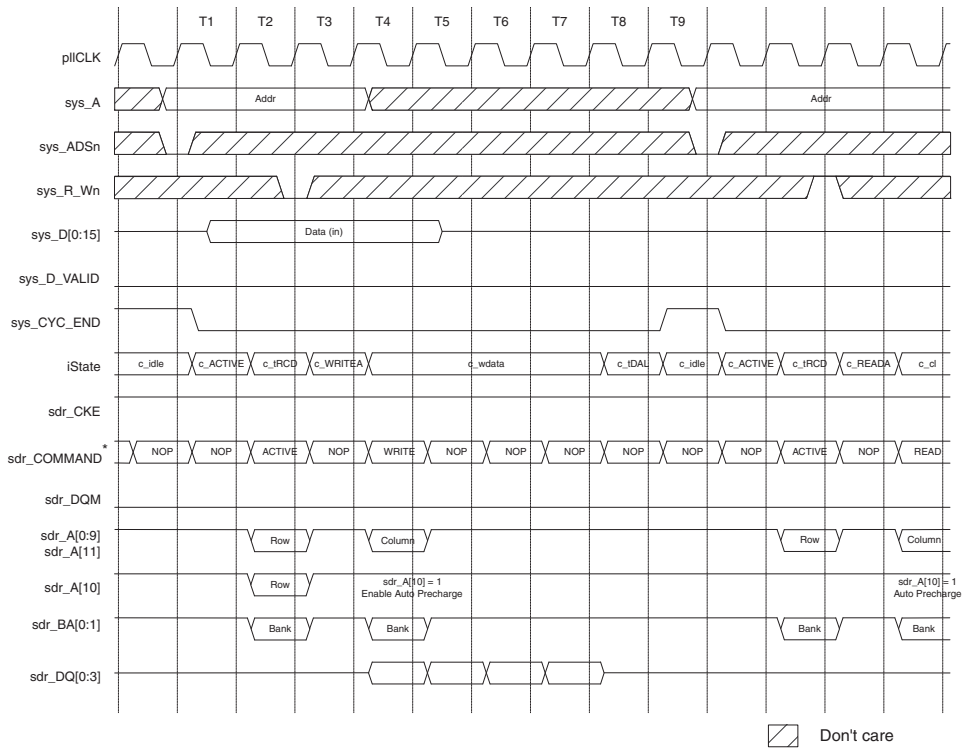 T1 T2 T3 T4 T5 T6 T7 T8 T9
pllCLK
sys_A Addr Addr
sys_ADSn
sys_R_Wn
sys_D[0:15] Data (in)
sys_D_VALID
sys_CYC_END
iState c_idle c_ACTIVE c_tRCD c_WRITEA c_wdata c_tDAL c_idle c_ACTIVE c_tRCD c_READA c_cl
sdr_CKE
sdr_COMMAND* NOP NOP ACTIVE NOP WRITE NOP NOP NOP NOP NOP NOP ACTIVE NOP READ
sdr_DQM
sdr_A[0:9]
sdr_A[11] Row Column Row Column
sdr_A[10] Row sdr_A[10] = 1 sdr_A[10] = 1
Enable Auto Precharge Auto Precharge
sdr_BA[0:1] Bank Bank Bank Bank
sdr_DQ[0:3]
Don't care